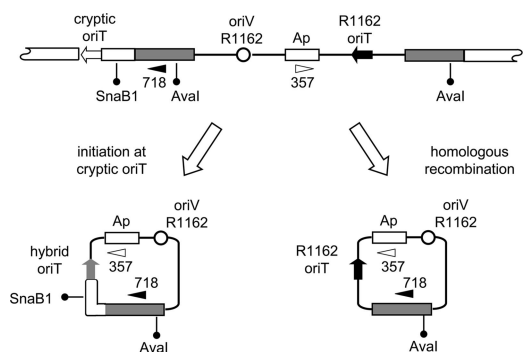 cryptic
oriT
oriV
R1162
Ap
R1162
oriT
718
357
SnaB1
AvaI
AvaI
initiation at
cryptic oriT
homologous
recombination
Ap
oriV
R1162
hybrid
oriT
357
718
SnaB1
AvaI
Ap
oriV
R1162
R1162
oriT
357
718
AvaI